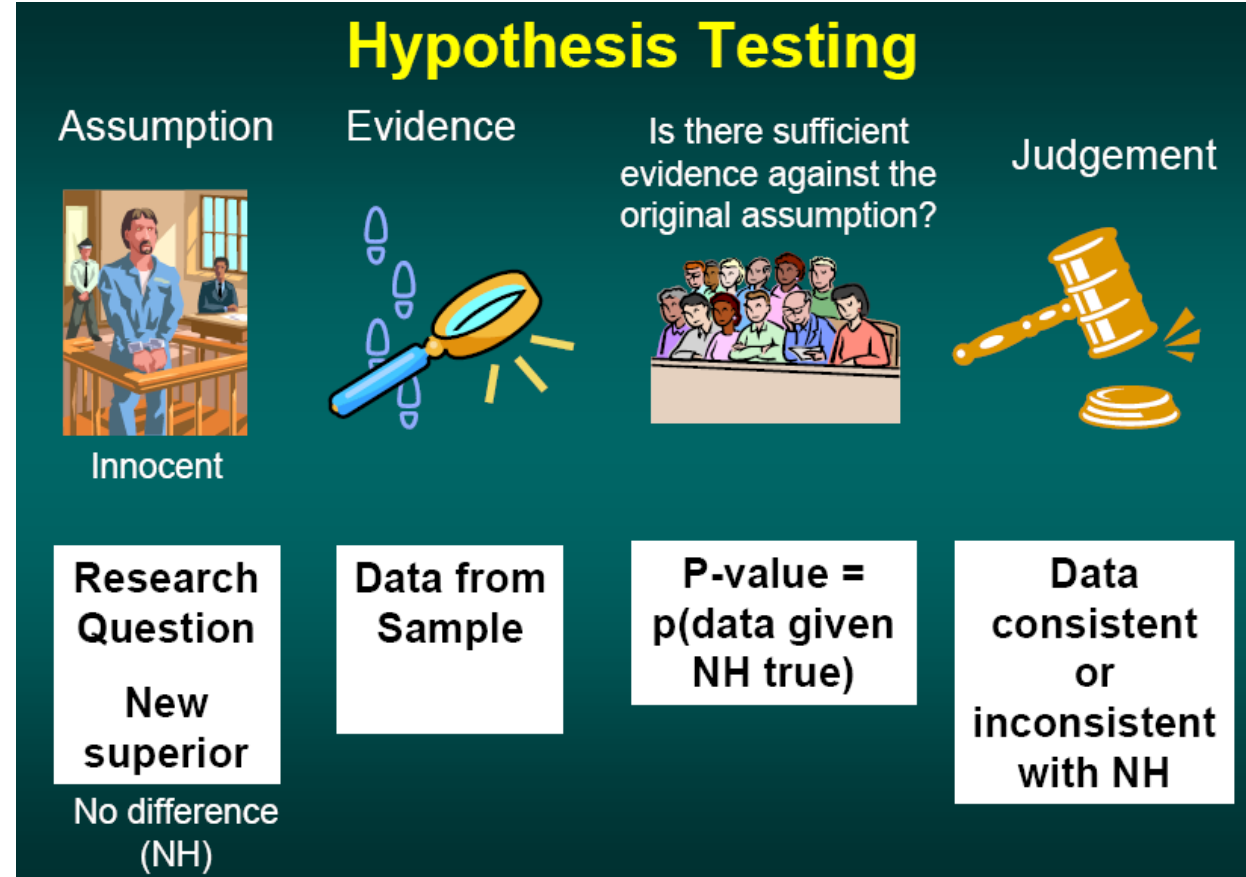 Hypothesis Testing
Assumption
Evidence
Is there sufficient
evidence against the
original assumption?
Judgement
Innocent
Research
Question
New
superior
No difference
(NH)
Data from
Sample
P-value =
p(data given
NH true)
Data
consistent
or
inconsistent
with NH